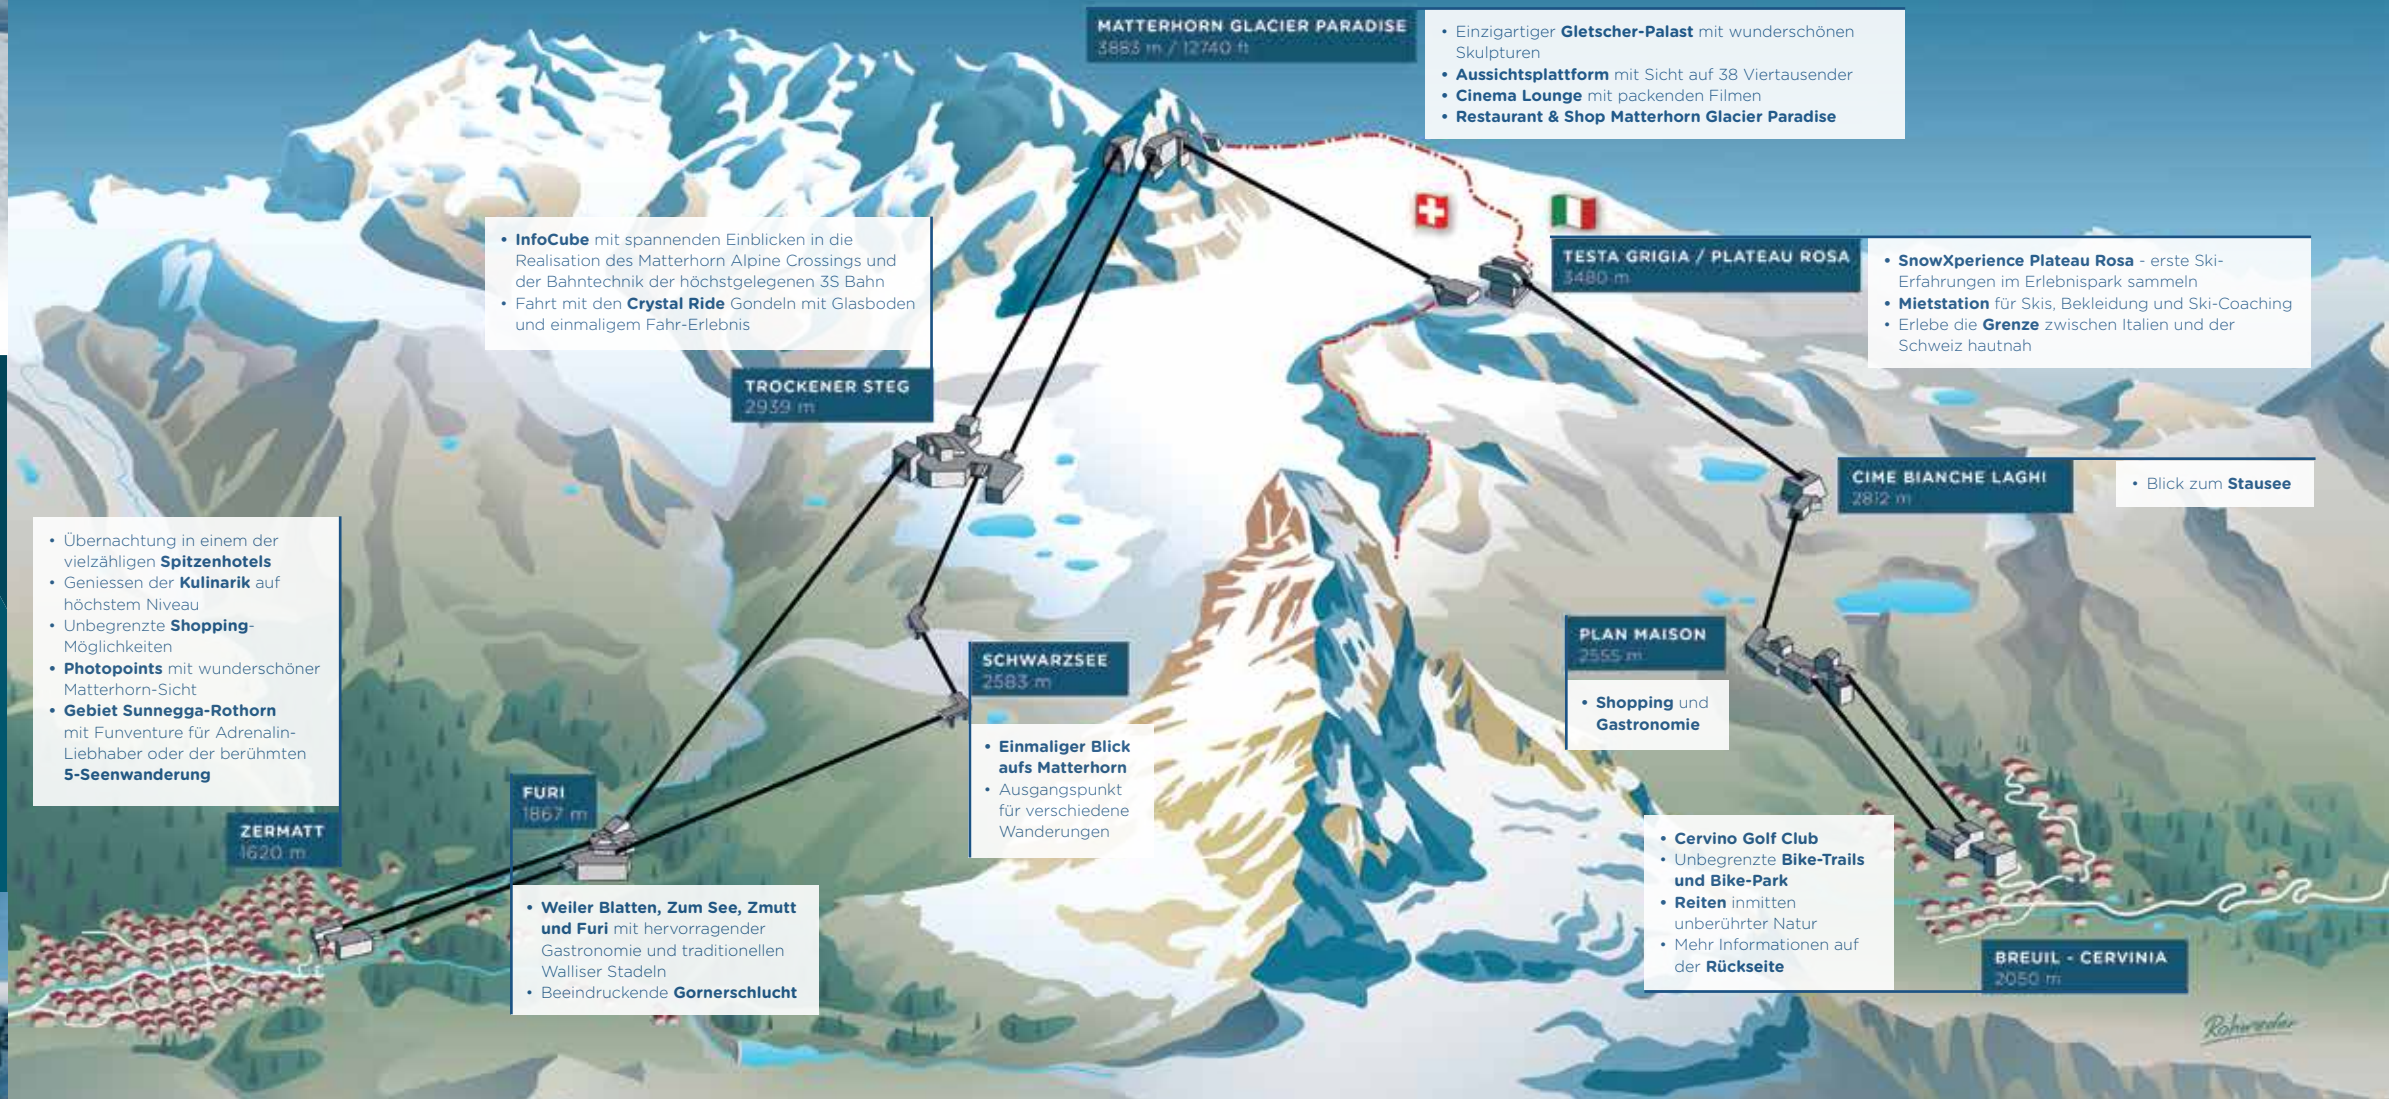 MATTERHORN GLACIER PARADISE
3883 m / 12740 ft
• Einzigartiger Gletscher-Palast mit wunderschönen
Skulpturen
• Aussichtsplattform mit Sicht auf 38 Viertausender
• Cinema Lounge mit packenden Filmen
• Restaurant & Shop Matterhorn Glacier Paradise
• InfoCube mit spannenden Einblicken in die
Realisation des Matterhorn Alpine Crossings und
der Bahntechnik der höchstgelegenen 3S Bahn
• Fahrt mit den Crystal Ride Gondeln mit Glasboden
und einmaligem Fahr-Erlebnis
TROCKENER STEG
2939 m
TESTA GRIGIA / PLATEAU ROSA
3480 m
• SnowXperience Plateau Rosa - erste Ski-
Erfahrungen im Erlebnispark sammeln
• Mietstation für Skis, Bekleidung und Ski-Coaching
• Erlebe die Grenze zwischen Italien und der
Schweiz hautnah
CIME BIANCHE LAGHI
2812 m
• Blick zum Stausee
• Übernachtung in einem der
vielzähligen Spitzenhotels
• Geniessen der Kulinarik auf
höchstem Niveau
• Unbegrenzte Shopping-
Möglichkeiten
• Photopoints mit wunderschöner
Matterhorn-Sicht
• Gebiet Sunnegga-Rothorn
mit Funventure für Adrenalin-
Liebhaber oder der berühmten
5-Seenwanderung
ZERMATT
1620 m
SCHWARZSEE
2583 m
• Einmaliger Blick
aufs Matterhorn
• Ausgangspunkt
für verschiedene
Wanderungen
PLAN MAISON
2555 m
• Shopping und
Gastronomie
FURI
1867 m
• Weiler Blatten, Zum See, Zmutt
und Furi mit hervorragender
Gastronomie und traditionellen
Walliser Stadeln
• Beeindruckende Gornerschlucht
• Cervino Golf Club
• Unbegrenzte Bike-Trails
und Bike-Park
• Reiten inmitten
unberührter Natur
• Mehr Informationen auf
der Rückseite
BREUIL - CERVINIA
2050 m
Rohweder